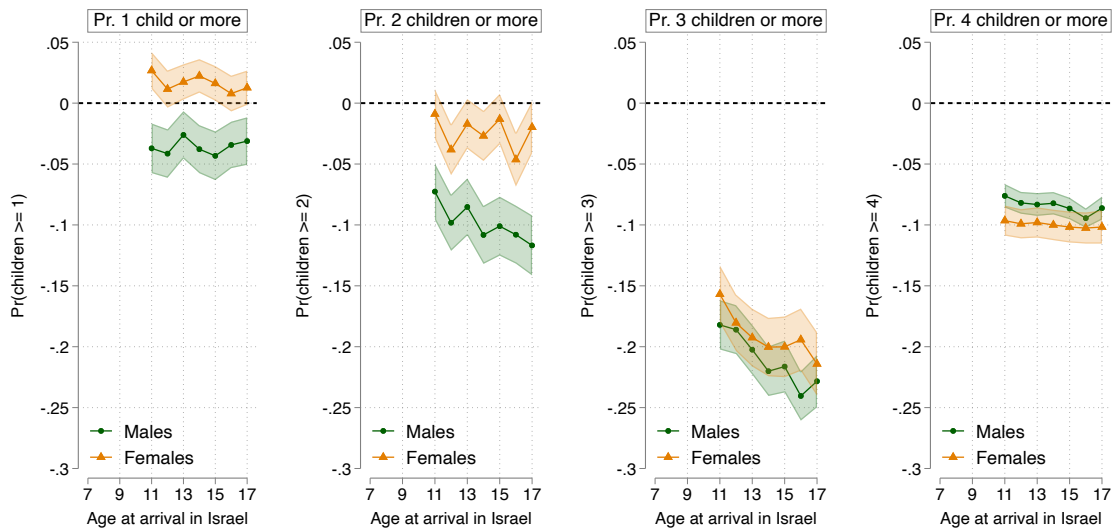 Pr. 1 child or more
Pr(children >= 1)
.05
0
-.05
-.1
-.15
-.2
-.25
-.3
Males
Females
7 9 11 13 15 17
Age at arrival in Israel
Pr. 2 children or more
Pr(children >= 2)
.05
0
-.05
-.1
-.15
-.2
-.25
-.3
Males
Females
7 9 11 13 15 17
Age at arrival in Israel
Pr. 3 children or more
Pr(children >= 3)
.05
0
-.05
-.1
-.15
-.2
-.25
-.3
Males
Females
7 9 11 13 15 17
Age at arrival in Israel
Pr. 4 children or more
Pr(children >= 4)
.05
0
-.05
-.1
-.15
-.2
-.25
-.3
Males
Females
7 9 11 13 15 17
Age at arrival in Israel